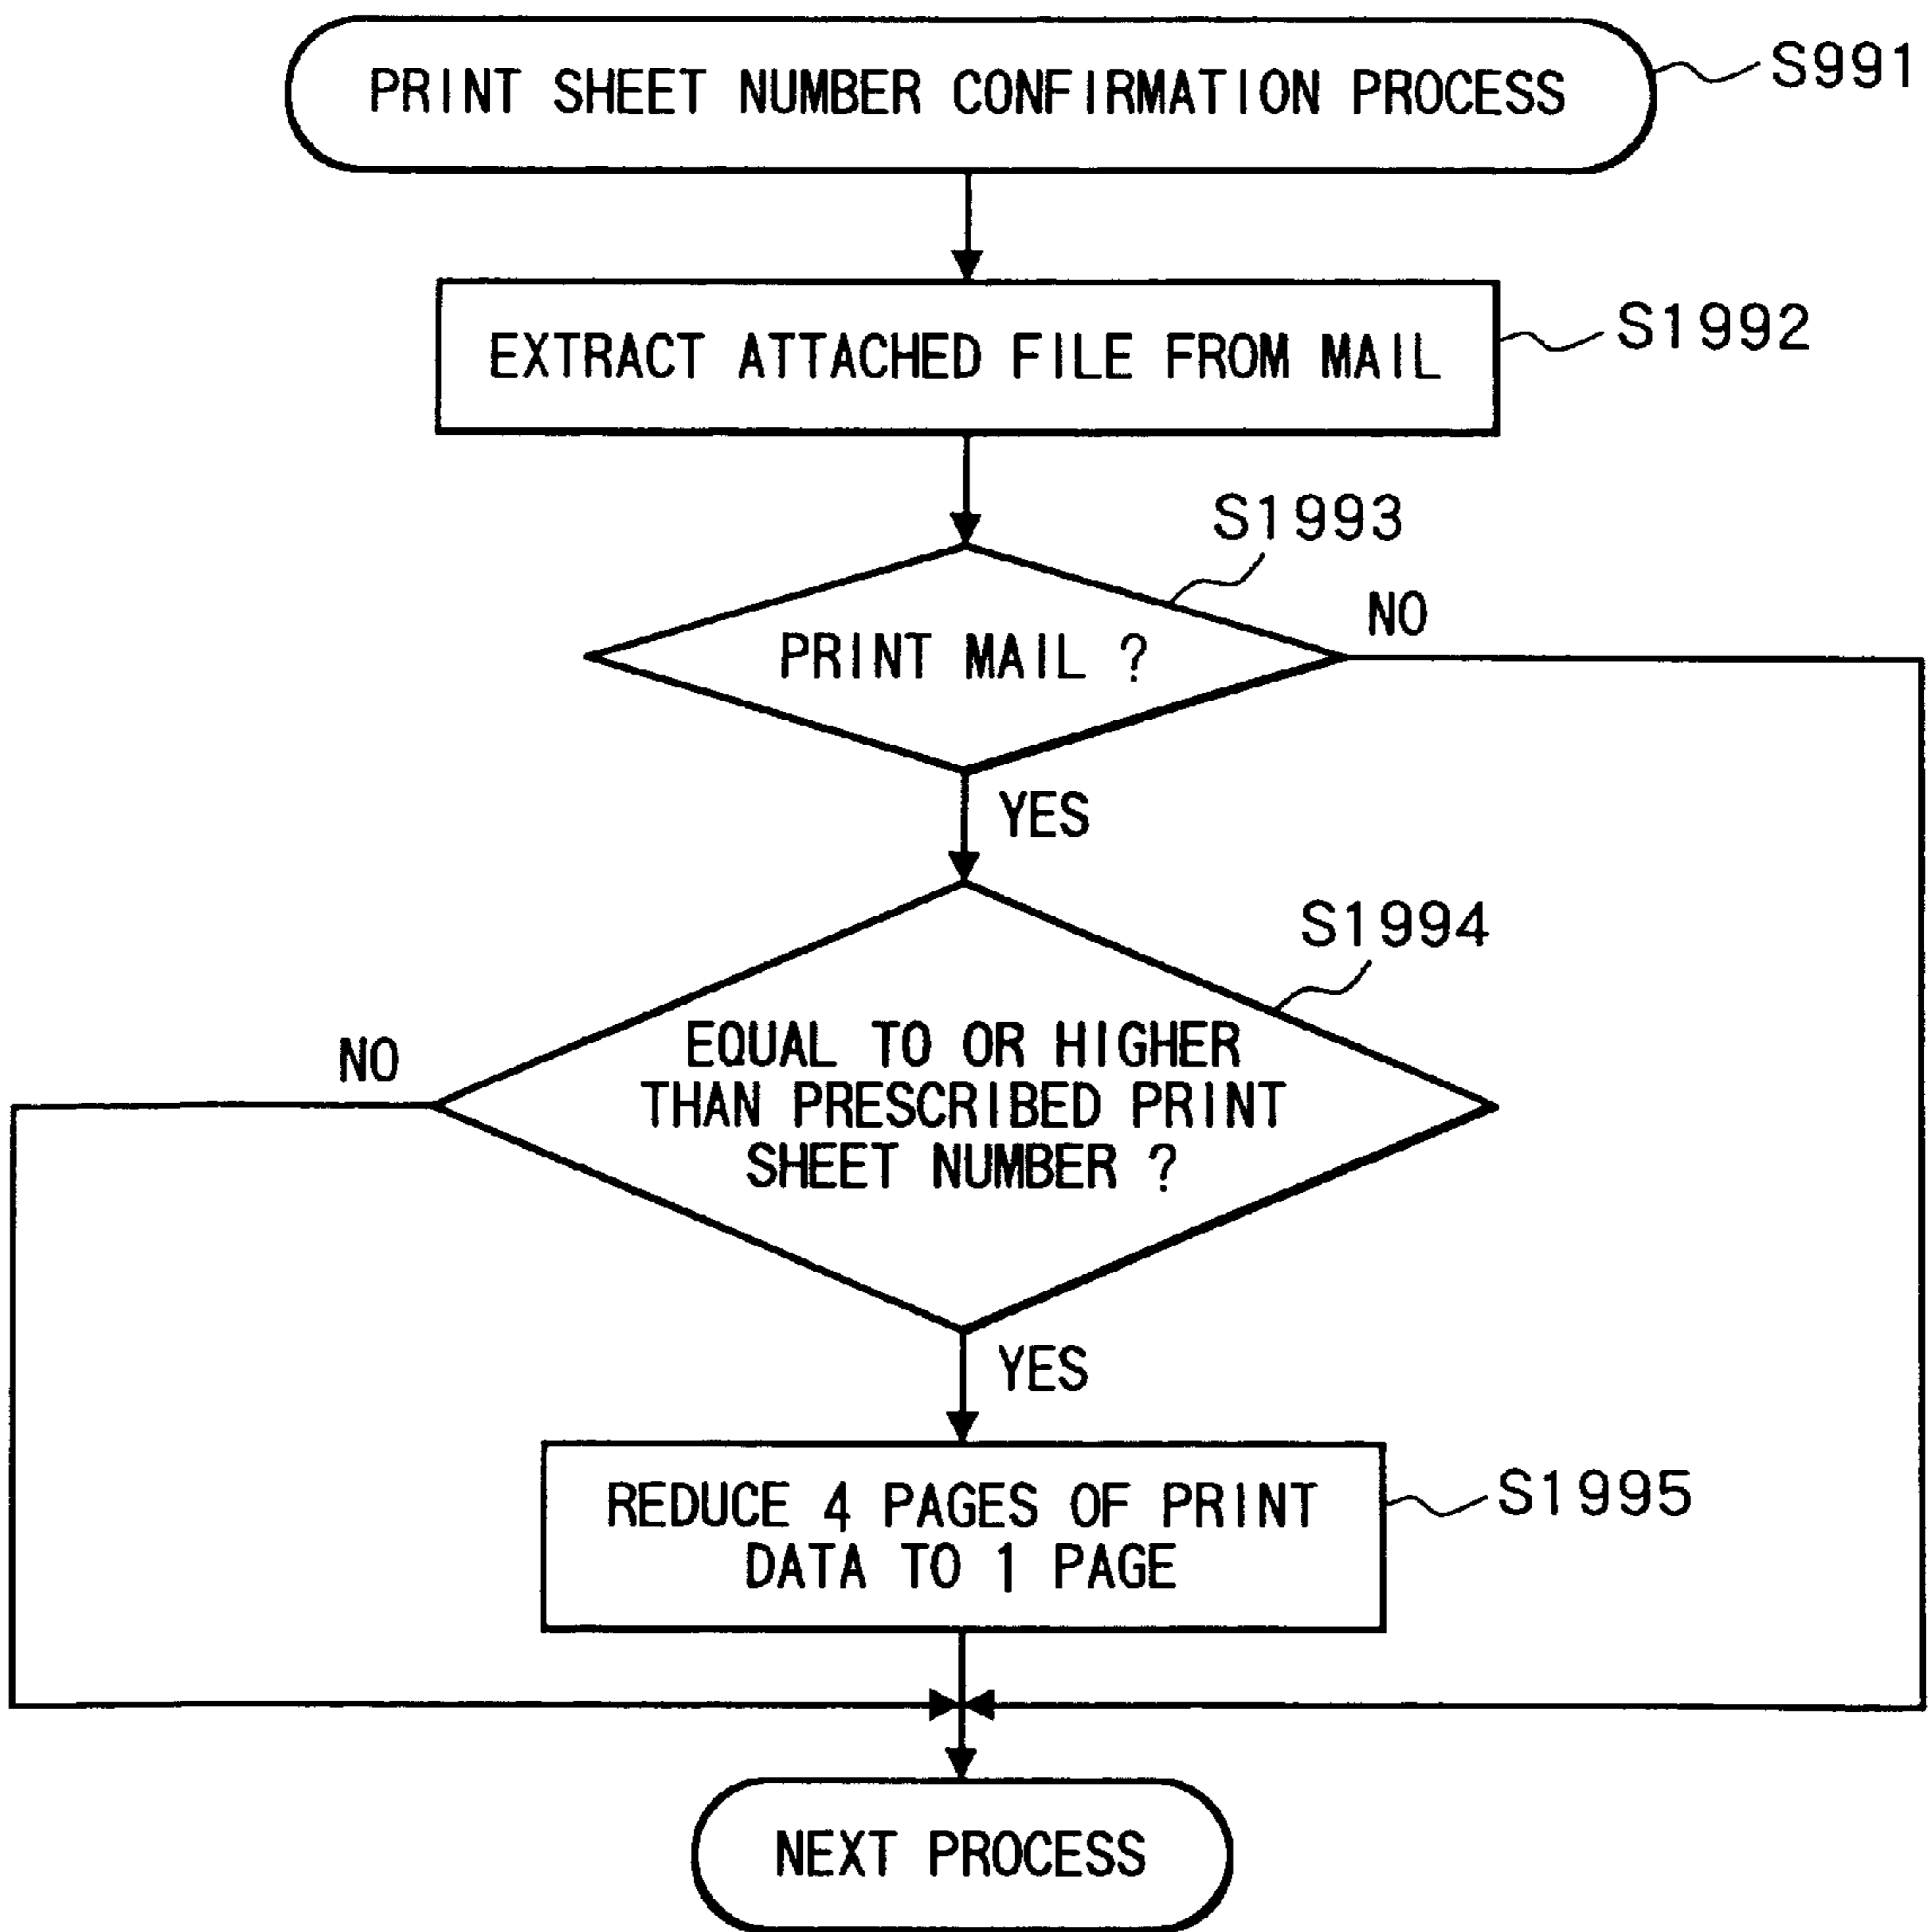 PRINT SHEET NUMBER CONFIRMATION PROCESS
S991
EXTRACT ATTACHED FILE FROM MAIL
S1992
S1993
PRINT MAIL ?
NO
YES
S1994
NO
EQUAL TO OR HIGHER
THAN PRESCRIBED PRINT
SHEET NUMBER ?
YES
REDUCE 4 PAGES OF PRINT
DATA TO 1 PAGE
S1995
NEXT PROCESS